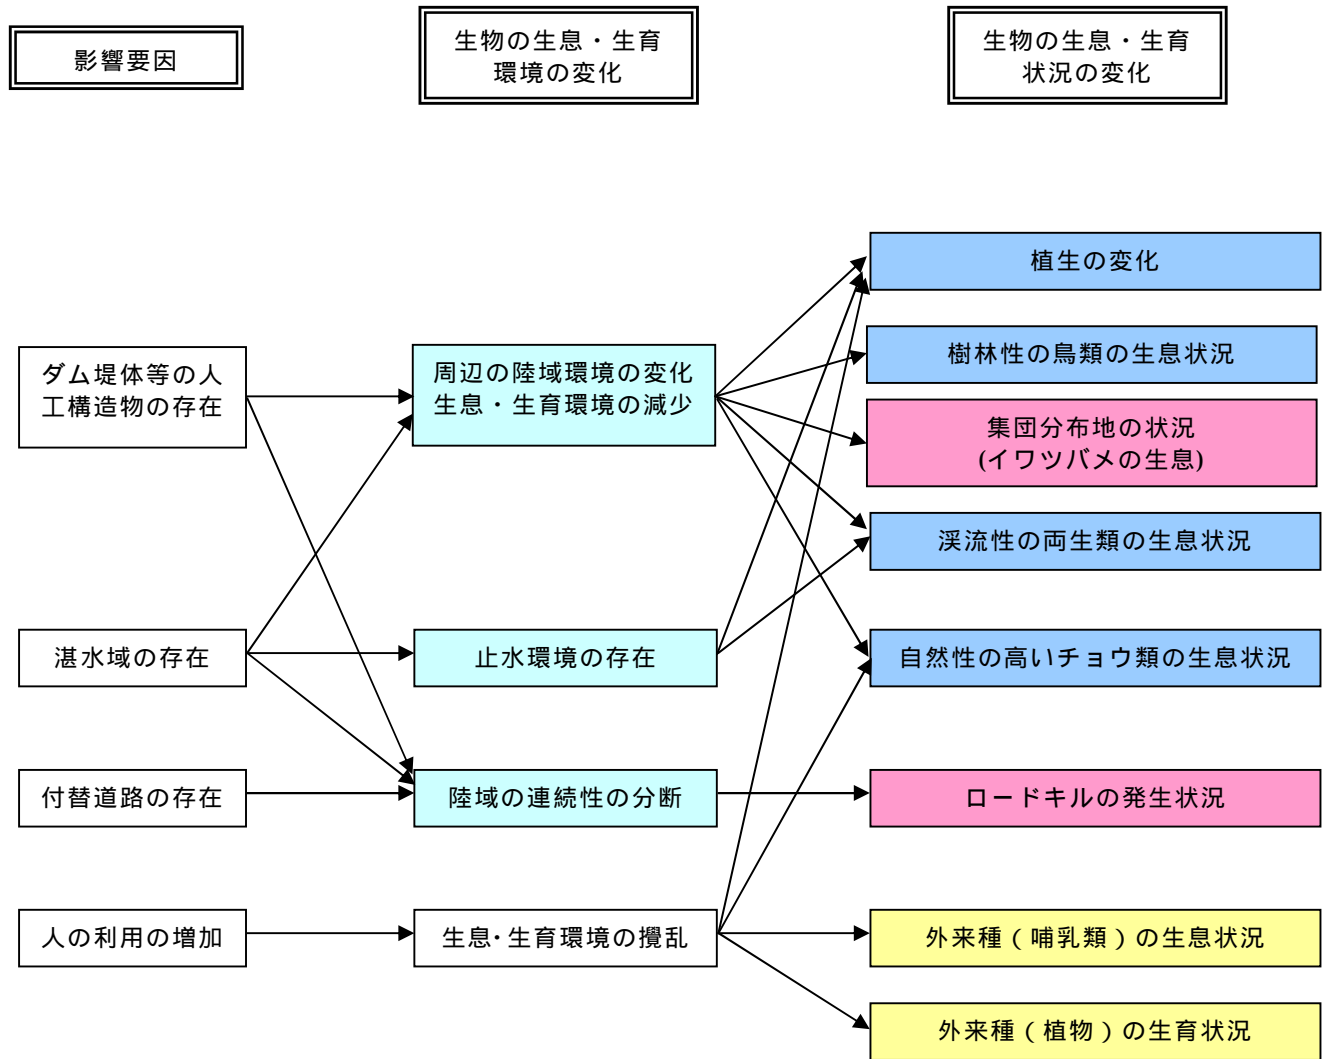 影響要因
生物の生息・生育
環境の変化
生物の生息・生育
状況の変化
植生の変化
樹林性の鳥類の生息状況
ダム堤体等の人
工構造物の存在
周辺の陸域環境の変化
生息・生育環境の減少
集団分布地の状況
(イワツバメの生息)
渓流性の両生類の生息状況
湛水域の存在
止水環境の存在
自然性の高いチョウ類の生息状況
付替道路の存在
陸域の連続性の分断
ロードキルの発生状況
人の利用の増加
生息・生育環境の攪乱
外来種（哺乳類）の生息状況
外来種（植物）の生育状況